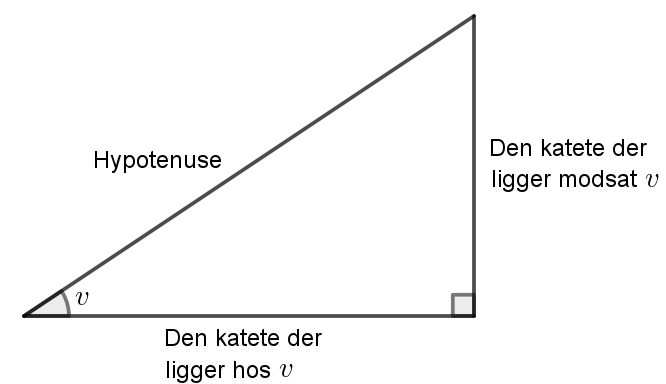 Hypotenuse
Den katete der
ligger modsat v
v
Den katete der
ligger hos v